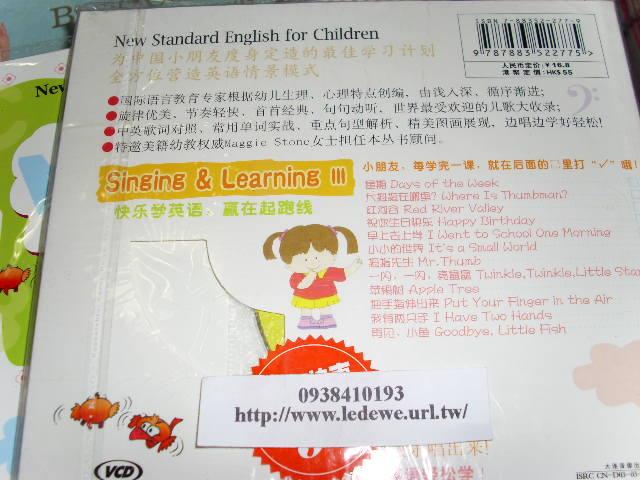 New Standard English for Children
为中国小朋友度身定造的最佳学习计划
全方位营造英语情景模式
ISBN 7-88352-277-9
9 787883 522775
人民币定价: ¥16.8
港幣定價: HK$55
●国际语言教育专家根据幼儿生理、心理特点创编，由浅入深、循序渐进；
●旋律优美、节奏轻快、首首经典、句句动听、世界最受欢迎的儿歌大收录；
●中英歌词对照、常用单词实战、重点句型解析、精美图画展现，边唱边学好轻松！
●特邀美籍幼教权威Maggie Stone女士担任本丛书顾问。
Singing & Learning III
快乐学英语、赢在起跑线
小朋友，每学完一课，就在后面的□里打“✓”哦！
星期 Days of the Week
大拇指在哪里? Where Is Thumbman?
红河谷 Red River Valley
祝你生日快乐 Happy Birthday
早上去上学 I Went to School One Morning
小小的世界 It's a Small World
拇指先生 Mr.Thumb
一闪，一闪，亮晶晶 Twinkle,Twinkle,Little Star
苹果树 Apple Tree
把手指伸出来 Put Your Finger in the Air
我有两只手 I Have Two Hands
再见，小鱼 Goodbye, Little Fish
0938410193
http://www.ledewe.url.tw/
唱出来!
VCD